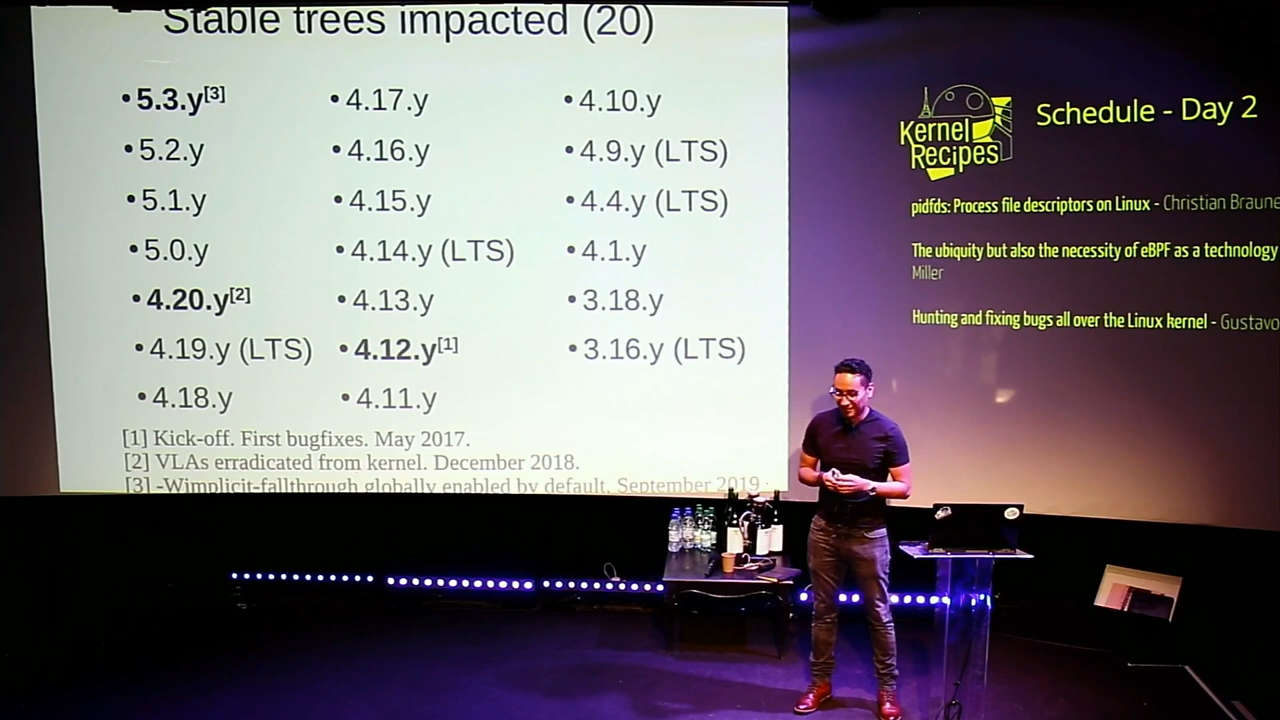 Stable trees impacted (20)
•5.3.y[3]
•5.2.y
•5.1.y
•5.0.y
•4.20.y[2]
•4.19.y (LTS)
•4.18.y
•4.17.y
•4.16.y
•4.15.y
•4.14.y (LTS)
•4.13.y
•4.12.y[1]
•4.11.y
•4.10.y
•4.9.y (LTS)
•4.4.y (LTS)
•4.1.y
•3.18.y
•3.16.y (LTS)
[1] Kick-off. First bugfixes. May 2017.
[2] VLAs erradicated from kernel. December 2018.
[3] -Wimplicit-fallthrough globally enabled by default. September 2019
Kernel
Recipes
Schedule - Day 2
pidfds: Process file descriptors on Linux - Christian Braune
The ubiquity but also the necessity of eBPF as a technology
Miller
Hunting and fixing bugs all over the Linux kernel - Gustavo